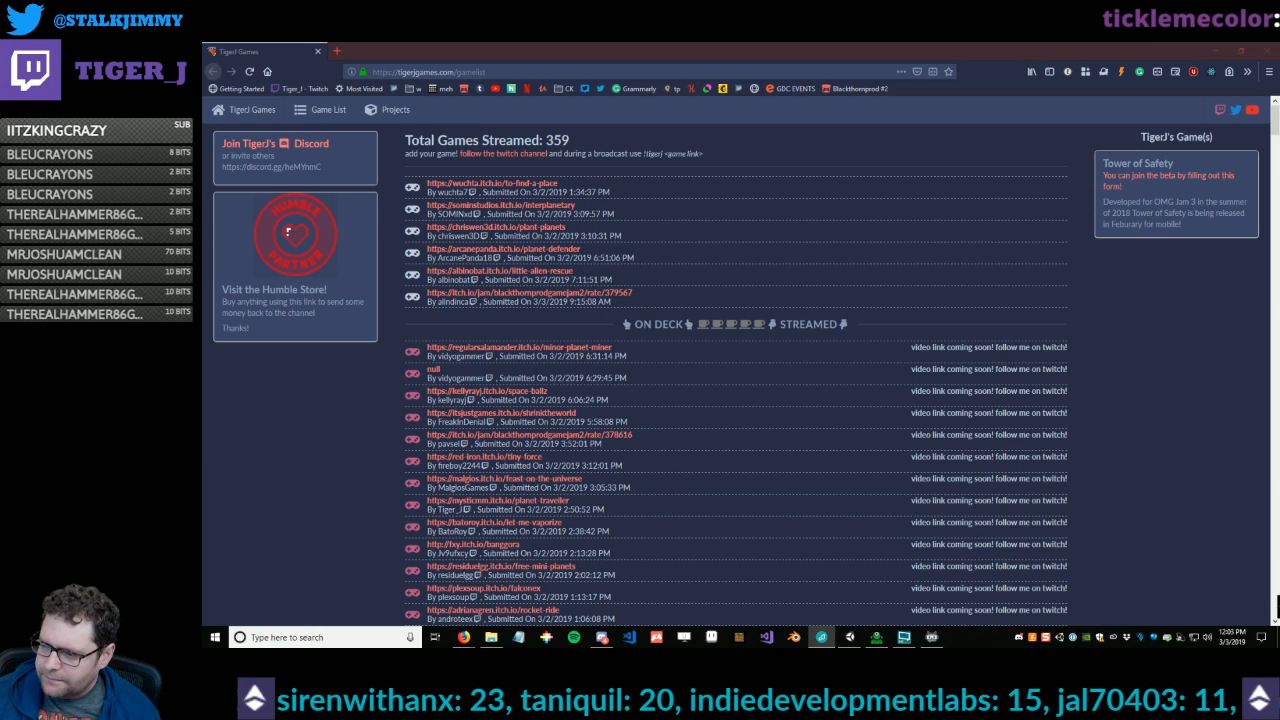 @STALKJIMMY
ticklemecolor:
TIGER_J
IITZKINGCRAZY SUB
BLEUCRAYONS 8 BITS
BLEUCRAYONS 2 BITS
BLEUCRAYONS 2 BITS
THEREALHAMMER86G... 2 BITS
THEREALHAMMER86G... 5 BITS
MRJOSHUAMCLEAN 70 BITS
MRJOSHUAMCLEAN 10 BITS
THEREALHAMMER86G... 10 BITS
THEREALHAMMER86G... 10 BITS
TigerJ Games
https://tigerjgames.com/gamelist
Getting Started Tiger_J - Twitch Most Visited w meh CK Grammarly tp GDC EVENTS Blackthornprod #2
TigerJ Games Game List Projects
Join TigerJ's Discord
or invite others
https://discord.gg/heMYnmC
HUMBLE
PARTNER
Visit the Humble Store!
Buy anything using this link to send some
money back to the channel
Thanks!
Total Games Streamed: 359
add your game! follow the twitch channel and during a broadcast use !tigerj <game link>
https://wuchta.itch.io/to-find-a-place
By wuchta7 , Submitted On 3/2/2019 1:34:37 PM
https://sominstudios.itch.io/interplanetary
By SOMINxd , Submitted On 3/2/2019 3:09:57 PM
https://chriswen3d.itch.io/plant-planets
By chriswen3D , Submitted On 3/2/2019 3:10:31 PM
https://arcanepanda.itch.io/planet-defender
By ArcanePanda18 , Submitted On 3/2/2019 6:51:06 PM
https://albinobat.itch.io/little-alien-rescue
By albinobat , Submitted On 3/2/2019 7:11:51 PM
https://itch.io/jam/blackthornprodgamejam2/rate/379567
By alindinca , Submitted On 3/3/2019 9:15:08 AM
ON DECK STREAMED
https://regularsalamander.itch.io/minor-planet-miner video link coming soon! follow me on twitch!
By vidyogammer , Submitted On 3/2/2019 6:31:14 PM
null video link coming soon! follow me on twitch!
By vidyogammer , Submitted On 3/2/2019 6:29:45 PM
https://kellyrayj.itch.io/space-ballz video link coming soon! follow me on twitch!
By kellyrayj , Submitted On 3/2/2019 6:06:24 PM
https://itsjustgames.itch.io/shrinktheworld video link coming soon! follow me on twitch!
By FreakInDenial , Submitted On 3/2/2019 5:58:08 PM
https://itch.io/jam/blackthornprodgamejam2/rate/378616 video link coming soon! follow me on twitch!
By pavsel , Submitted On 3/2/2019 3:52:01 PM
https://red-iron.itch.io/tiny-force video link coming soon! follow me on twitch!
By fireboy2244 , Submitted On 3/2/2019 3:12:01 PM
https://malgios.itch.io/feast-on-the-universe video link coming soon! follow me on twitch!
By MalgiosGames , Submitted On 3/2/2019 3:05:33 PM
https://mysticmm.itch.io/planet-traveller video link coming soon! follow me on twitch!
By Tiger_J , Submitted On 3/2/2019 2:50:52 PM
https://batoroy.itch.io/let-me-vaporize video link coming soon! follow me on twitch!
By BatoRoy , Submitted On 3/2/2019 2:38:42 PM
http://fxy.itch.io/banggora video link coming soon! follow me on twitch!
By Jv9ufxcy , Submitted On 3/2/2019 2:13:28 PM
https://residuelgg.itch.io/free-mini-planets video link coming soon! follow me on twitch!
By residuelgg , Submitted On 3/2/2019 2:02:12 PM
https://plexsoup.itch.io/falconex video link coming soon! follow me on twitch!
By plexsoup , Submitted On 3/2/2019 1:13:17 PM
https://adrianagren.itch.io/rocket-ride video link coming soon! follow me on twitch!
By androteex , Submitted On 3/2/2019 1:06:08 PM
TigerJ's Game(s)
Tower of Safety
You can join the beta by filling out this
form!
Developed for OMG Jam 3 in the summer
of 2018 Tower of Safety is being released
in Feburary for mobile!
Type here to search
12:03 PM
3/3/2019
sirenwithanx: 23, taniquil: 20, indiedevelopmentlabs: 15, jal70403: 11,